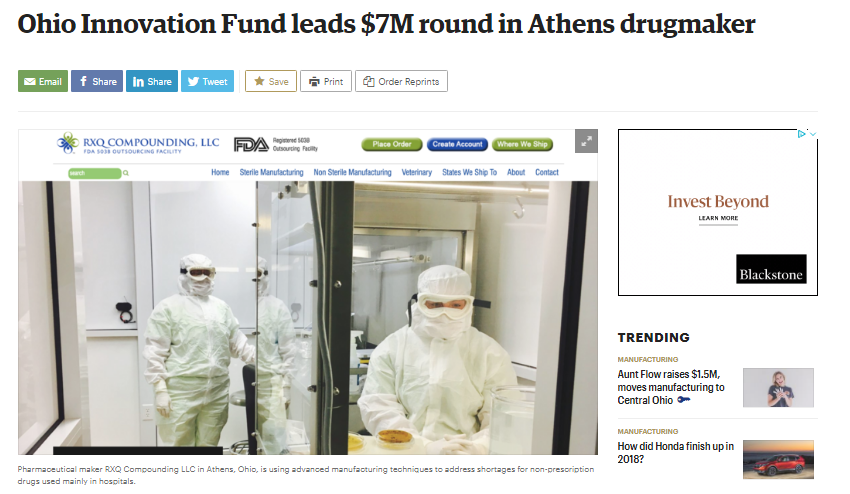 Ohio Innovation Fund leads $7M round in Athens drugmaker
Email
Share
Share
Tweet
Save
Print
Order Reprints
RXQ COMPOUNDING, LLC
FDA 503B OUTSOURCING FACILITY
FDA
Registered 503B
Outsourcing Facility
Place Order
Create Account
Where We Ship
search
Home
Sterile Manufacturing
Non Sterile Manufacturing
Veterinary
States We Ship To
About
Contact
Invest Beyond
LEARN MORE
Blackstone
Pharmaceutical maker RXQ Compounding LLC in Athens, Ohio, is using advanced manufacturing techniques to address shortages for non-prescription
drugs used mainly in hospitals.
TRENDING
MANUFACTURING
Aunt Flow raises $1.5M,
moves manufacturing to
Central Ohio
MANUFACTURING
How did Honda finish up in
2018?